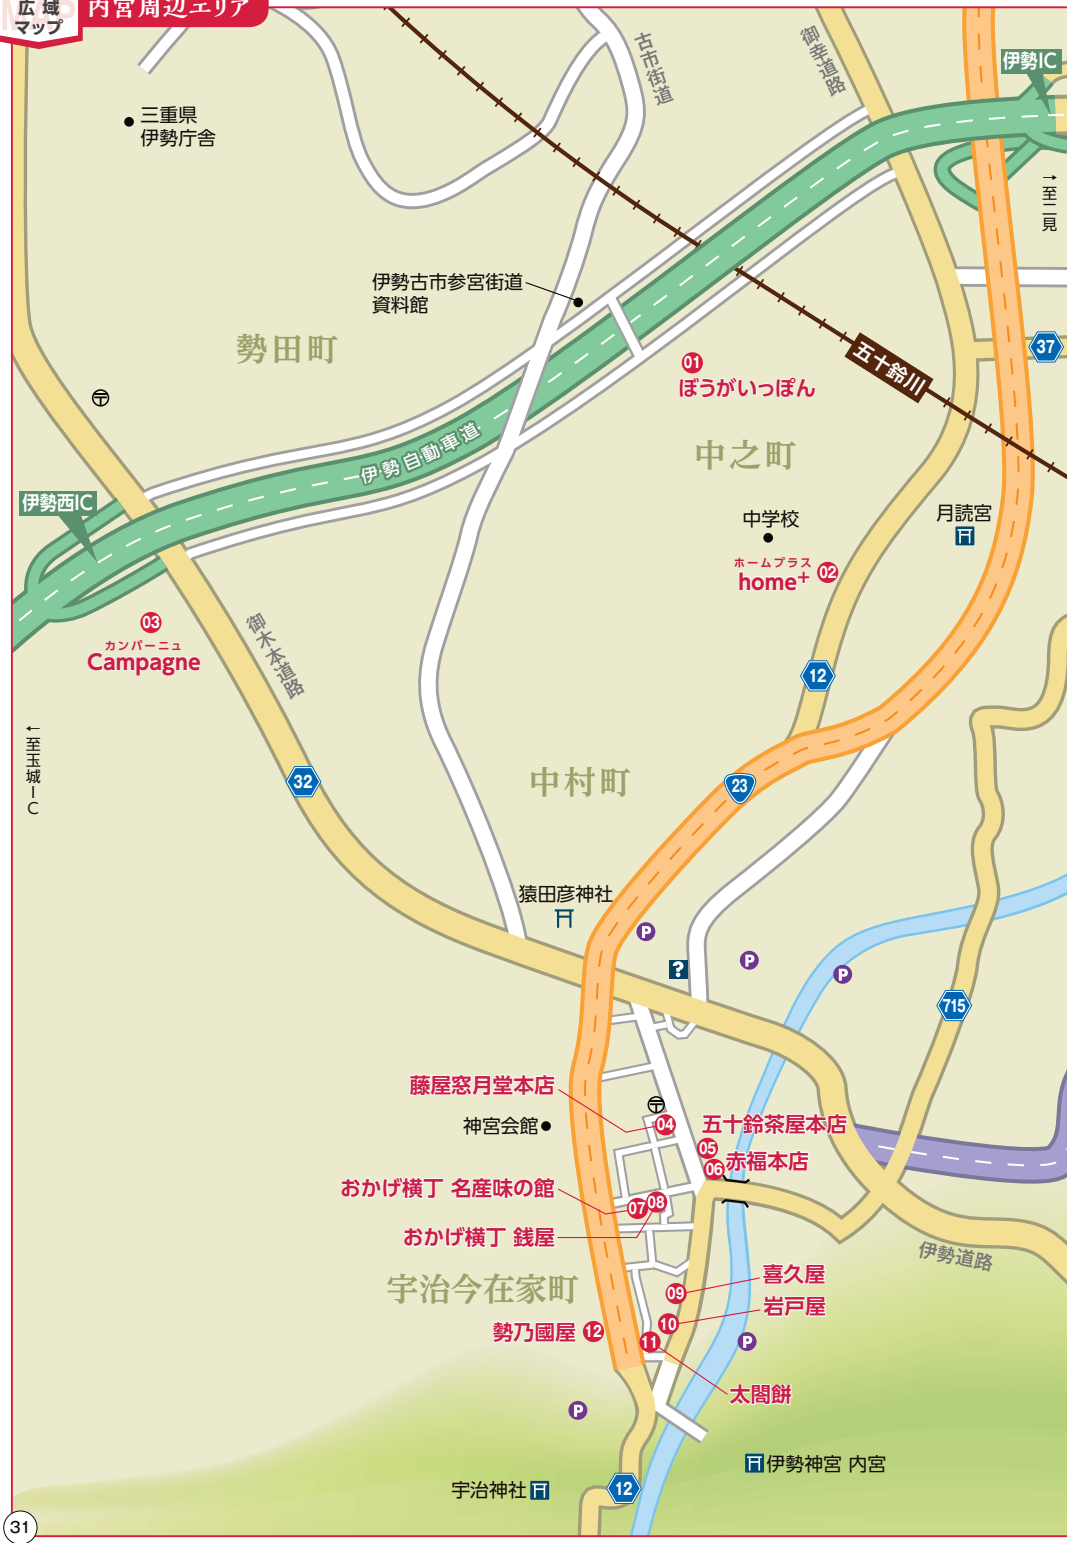 MAP
広域
マップ
内宮周辺エリア
古市街道
御幸道路
伊勢IC
三重県
伊勢庁舎
→至二見
伊勢古市参宮街道
資料館
勢田町
37
01
ぼうがいっぽん
五十鈴川
〒
中之町
伊勢自動車道
伊勢西IC
中学校
月読宮
ホームプラス
home+
02
03
カンパーニュ
Campagne
御木本道路
12
←至玉城IC
32
中村町
23
猿田彦神社
P
?
P
P
715
藤屋窓月堂本店
〒
04
神宮会館
五十鈴茶屋本店
05
06
赤福本店
おかげ横丁 名産味の館
07
08
おかげ横丁 銭屋
伊勢道路
宇治今在家町
喜久屋
09
岩戸屋
10
勢乃國屋
12
11
P
太閤餅
P
伊勢神宮 内宮
宇治神社
12
31